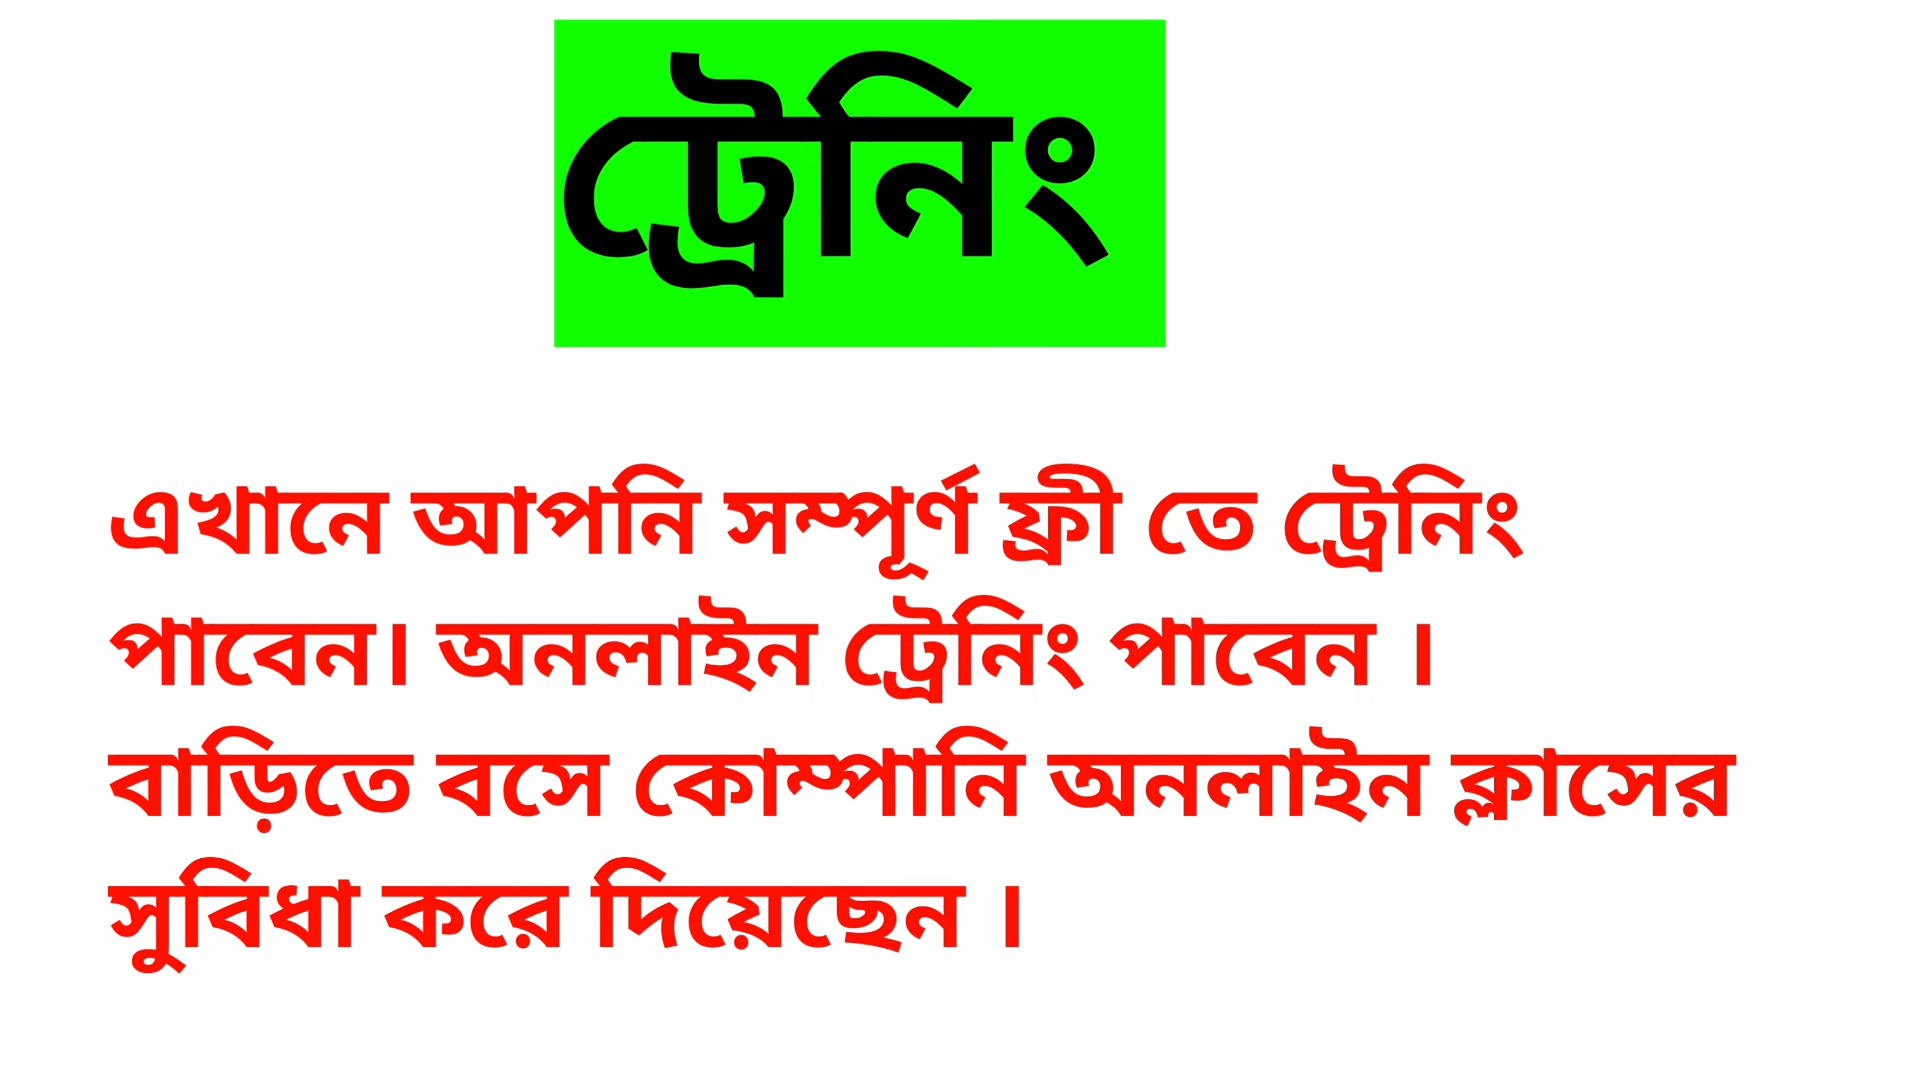 ট্রেনিং
এখানে আপনি সম্পূর্ণ ফ্রী তে ট্রেনিং
পাবেন। অনলাইন ট্রেনিং পাবেন ।
বাড়িতে বসে কোম্পানি অনলাইন ক্লাসের
সুবিধা করে দিয়েছেন ।